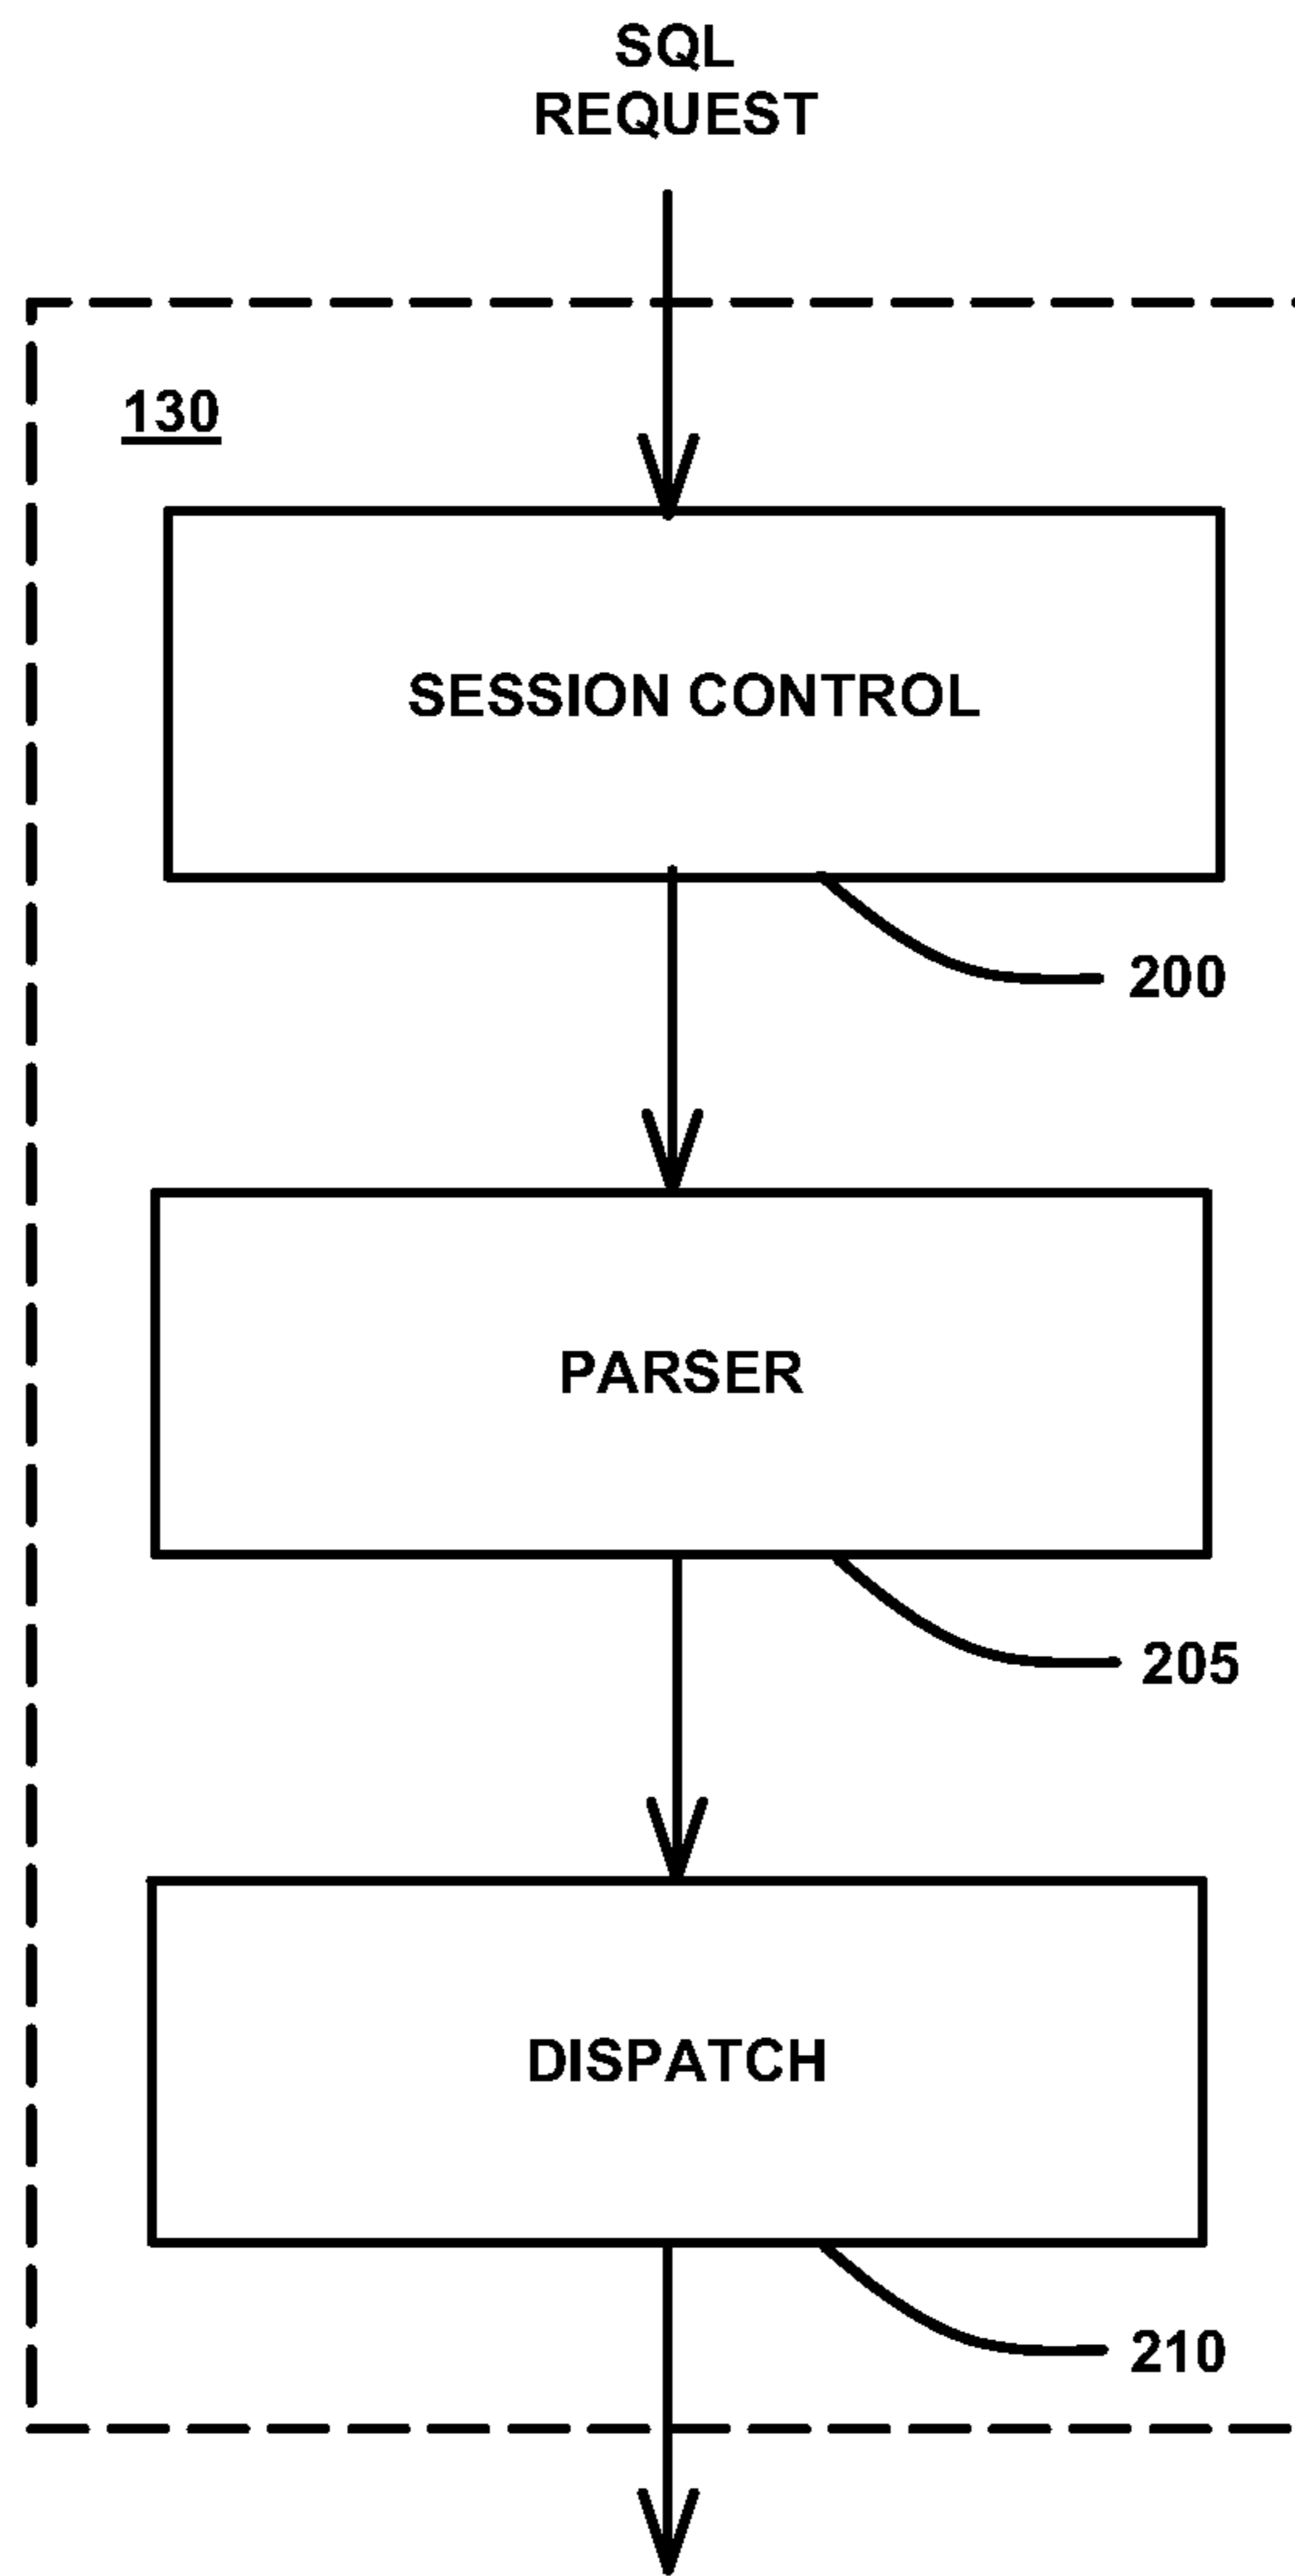 SQL
REQUEST
130
SESSION CONTROL
200
PARSER
205
DISPATCH
210